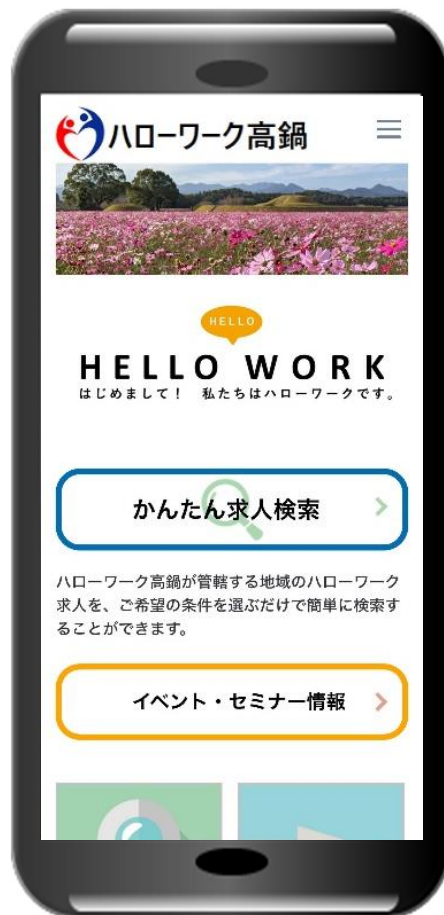 ハローワーク高鍋
HELLO
HELLO WORK
はじめまして！　私たちはハローワークです。
かんたん求人検索
ハローワーク高鍋が管轄する地域のハローワーク
求人を、ご希望の条件を選ぶだけで簡単に検索す
ることができます。
イベント・セミナー情報